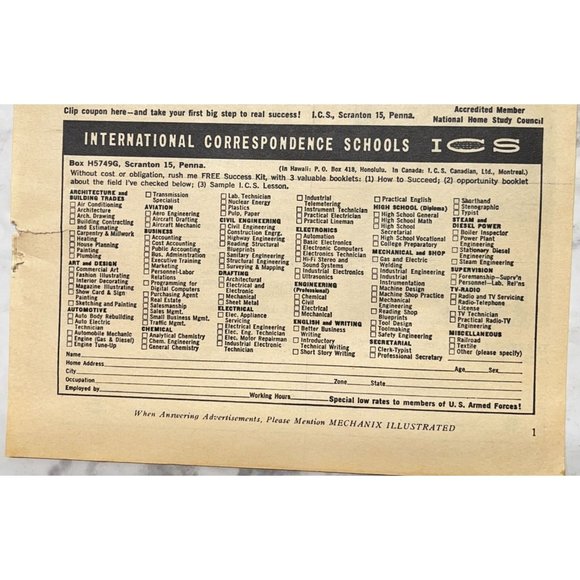 Clip coupon here—and take your first big step to real success! I.C.S., Scranton 15, Penna.
Accredited Member
National Home Study Council
INTERNATIONAL CORRESPONDENCE SCHOOLS ICS
Box H5749G, Scranton 15, Penna.
(In Hawaii: P. O. Box 418, Honolulu. In Canada: I.C.S. Canadian, Ltd., Montreal.)
Without cost or obligation, rush me FREE Success Kit, with 3 valuable booklets: (1) How to Succeed; (2) opportunity booklet
about the field I've checked below; (3) Sample I.C.S. Lesson.
ARCHITECTURE and
BUILDING TRADES
Air Conditioning
Architecture
Arch. Drawing
Building Contracting
and Estimating
Carpentry & Millwork
Heating
House Planning
Painting
Plumbing
ART and DESIGN
Commercial Art
Fashion Illustrating
Interior Decorating
Magazine Illustrating
Show Card & Sign
Painting
Sketching and Painting
AUTOMOTIVE
Auto Body Rebuilding
Auto Electric
Technician
Automobile Mechanic
Engine (Gas & Diesel)
Engine Tune-Up
Transmission
Specialist
AVIATION
Aero Engineering
Aircraft Drafting
Aircraft Mechanic
BUSINESS
Accounting
Cost Accounting
Public Accounting
Bus. Administration
Executive Training
Marketing
Personnel-Labor
Relations
Programing for
Digital Computers
Purchasing Agent
Real Estate
Salesmanship
Sales Mgmt.
Small Business Mgmt.
Traffic Mgmt.
CHEMICAL
Analytical Chemistry
Chem. Engineering
General Chemistry
Lab. Technician
Nuclear Energy
Plastics
Pulp, Paper
CIVIL ENGINEERING
Civil Engineering
Construction Engrg.
Highway Engineering
Reading Structural
Blueprints
Sanitary Engineering
Structural Engineering
Surveying & Mapping
DRAFTING
Architectural
Electrical and
Electronic
Mechanical
Sheet Metal
ELECTRICAL
Elec. Appliance
Servicing
Electrical Engineering
Elec. Eng. Technician
Elec. Motor Repairman
Industrial Electronic
Technician
Industrial
Telemetering
Instrument Technician
Practical Electrician
Practical Lineman
ELECTRONICS
Automation
Basic Electronics
Electronic Computers
Electronics Technician
Hi-Fi Stereo and
Sound Systems
Industrial Electronics
Ultrasonics
ENGINEERING
(Professional)
Chemical
Civil
Electrical
Mechanical
ENGLISH and WRITING
Better Business
Writing
Introductory
Technical Writing
Short Story Writing
Practical English
HIGH SCHOOL (Diploma)
High School General
High School Math
High School
Secretarial
High School Vocational
College Preparatory
MECHANICAL and SHOP
Gas and Electric
Welding
Industrial Engineering
Industrial
Instrumentation
Machine Design
Machine Shop Practice
Mechanical
Engineering
Reading Shop
Blueprints
Tool Design
Toolmaking
Safety Engineering
SECRETARIAL
Clerk-Typist
Professional Secretary
Shorthand
Stenographic
Typist
STEAM and
DIESEL POWER
Boiler Inspector
Power Plant
Engineering
Stationary Diesel
Engineering
Steam Engineering
SUPERVISION
Foremanship-Suprv'n
Personnel-Lab. Rel'ns
TV-RADIO
Radio and TV Servicing
Radio-Telephone
License
TV Technician
Practical Radio-TV
Engineering
MISCELLANEOUS
Railroad
Textile
Other (please specify)
Name
Age Sex
Home Address
City Zone State
Occupation
Employed by Working Hours
Special low rates to members of U. S. Armed Forces!
When Answering Advertisements, Please Mention MECHANIX ILLUSTRATED
1